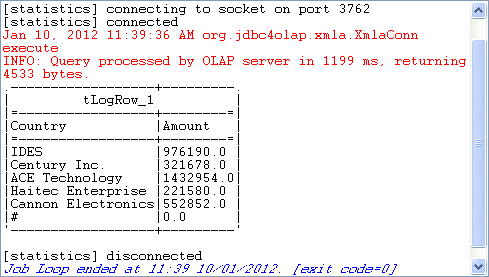 [statistics] connecting to socket on port 3762
[statistics] connected
Jan 10, 2012 11:39:36 AM org.jdbc4olap.xmla.XmlaConn
execute
INFO: Query processed by OLAP server in 1199 ms, returning
4533 bytes.
.------------------+---------.
|         tLogRow_1          |
|=-----------------+--------=|
|Country           |Amount   |
|=-----------------+--------=|
|IDES              |976190.0 |
|Century Inc.      |321678.0 |
|ACE Technology    |1432954.0|
|Haitec Enterprise |221580.0 |
|Cannon Electronics|552852.0 |
|#                 |0.0      |
'------------------+---------'
[statistics] disconnected
Job Loop ended at 11:39 10/01/2012. [exit code=0]